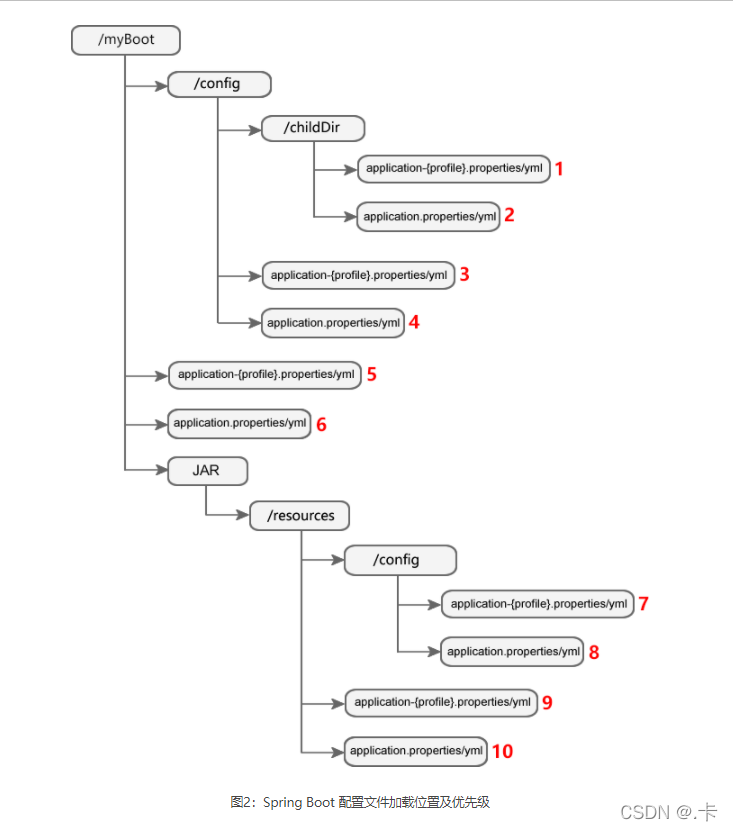 /myBoot
/config
/childDir
application-{profile}.properties/yml 1
application.properties/yml 2
application-{profile}.properties/yml 3
application.properties/yml 4
application-{profile}.properties/yml 5
application.properties/yml 6
JAR
/resources
/config
application-{profile}.properties/yml 7
application.properties/yml 8
application-{profile}.properties/yml 9
application.properties/yml 10
图2：Spring Boot 配置文件加载位置及优先级
CSDN @.卡